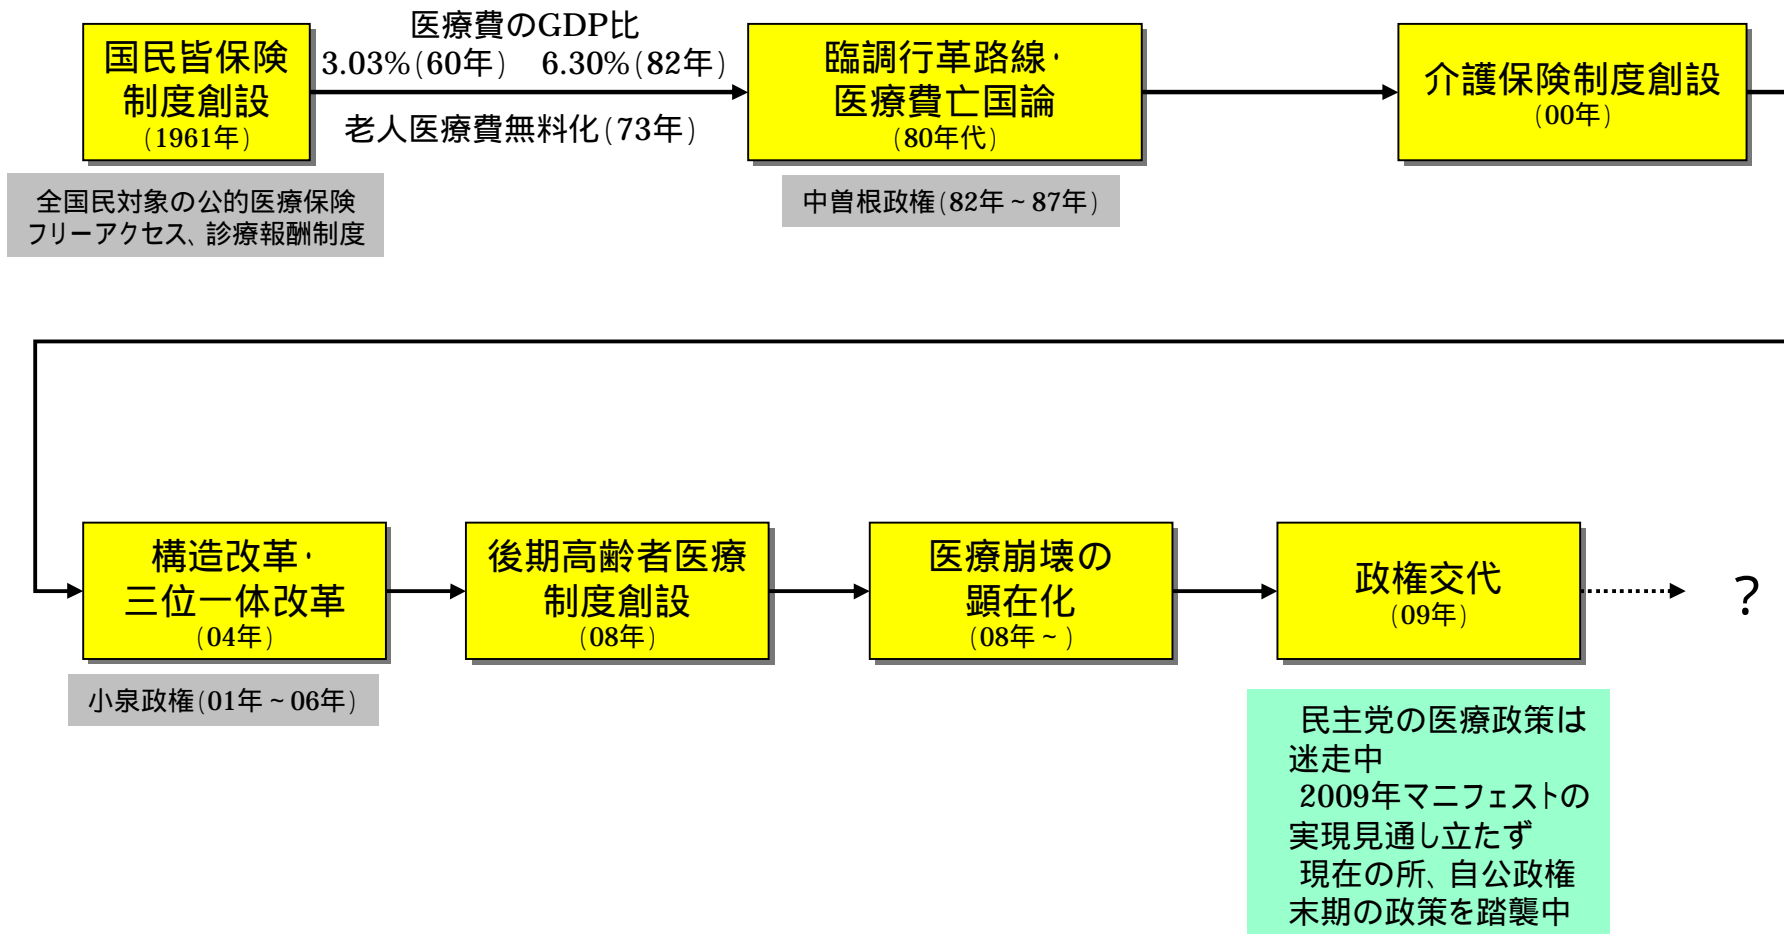 国民皆保険
制度創設
(1961年)
医療費のGDP比
3.03%(60年) 6.30%(82年)
老人医療費無料化(73年)
臨調行革路線・
医療費亡国論
(80年代)
介護保険制度創設
(00年)
全国民対象の公的医療保険
フリーアクセス、診療報酬制度
中曽根政権(82年~87年)
構造改革・
三位一体改革
(04年)
後期高齢者医療
制度創設
(08年)
医療崩壊の
顕在化
(08年~)
政権交代
(09年)
?
小泉政権(01年~06年)
民主党の医療政策は
迷走中
2009年マニフェストの
実現見通し立たず
現在の所、自公政権
末期の政策を踏襲中